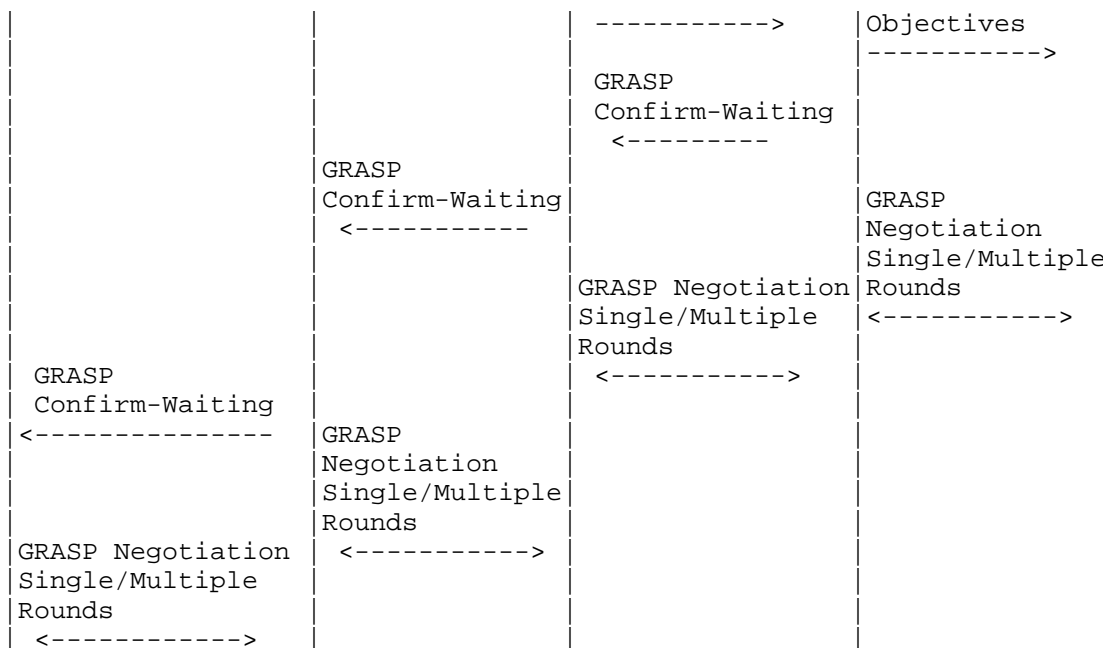 | | | -----------> |Objectives
| | | |----------->
| | | GRASP |
| | | Confirm-Waiting |
| | | <--------- |
| |GRASP | |
| |Confirm-Waiting| |GRASP
| | <----------- | |Negotiation
| | | |Single/Multiple
| | |GRASP Negotiation|Rounds
| | |Single/Multiple |<----------->
| | |Rounds |
| GRASP | | <-----------> |
| Confirm-Waiting | | |
|<--------------- |GRASP | |
| |Negotiation | |
| |Single/Multiple| |
| |Rounds | |
|GRASP Negotiation | <-----------> | |
|Single/Multiple | | |
|Rounds | | |
| <------------> | | |